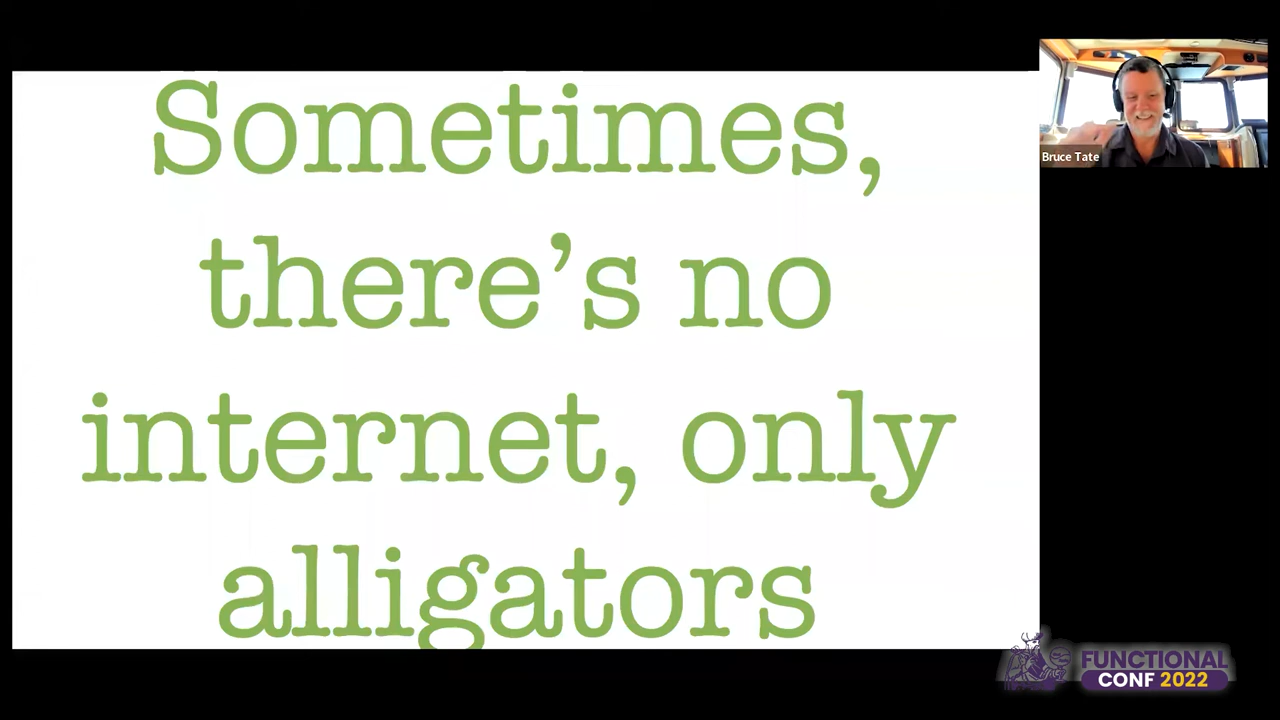 Sometimes,
there’s no
internet, only
alligators
Bruce Tate
FUNCTIONAL
CONF 2022